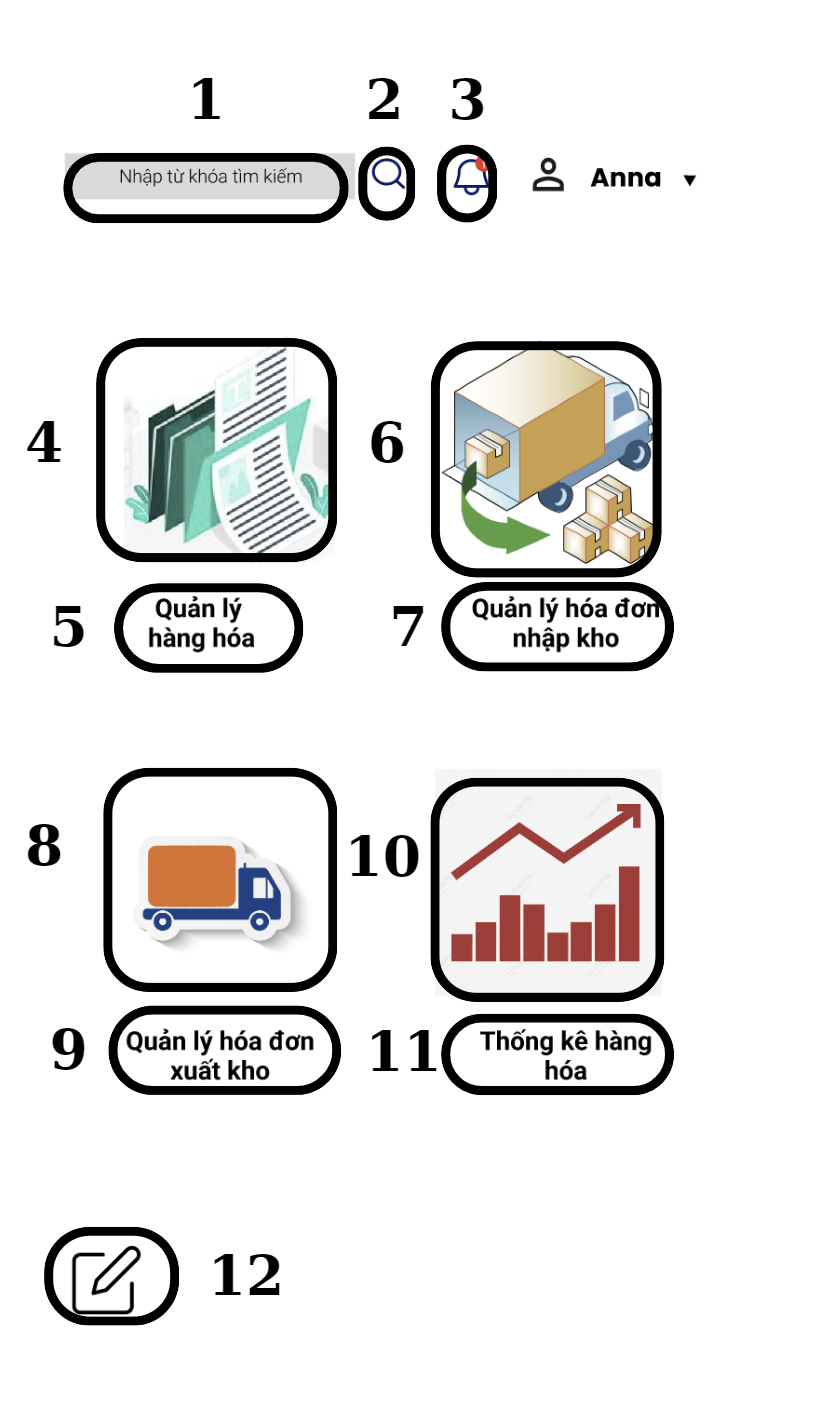 1 2 3
Nhập từ khóa tìm kiếm
Anna
4
6
5
Quản lý
hàng hóa
7
Quản lý hóa đơn
nhập kho
8
10
9
Quản lý hóa đơn
xuất kho
11
Thống kê hàng
hóa
12